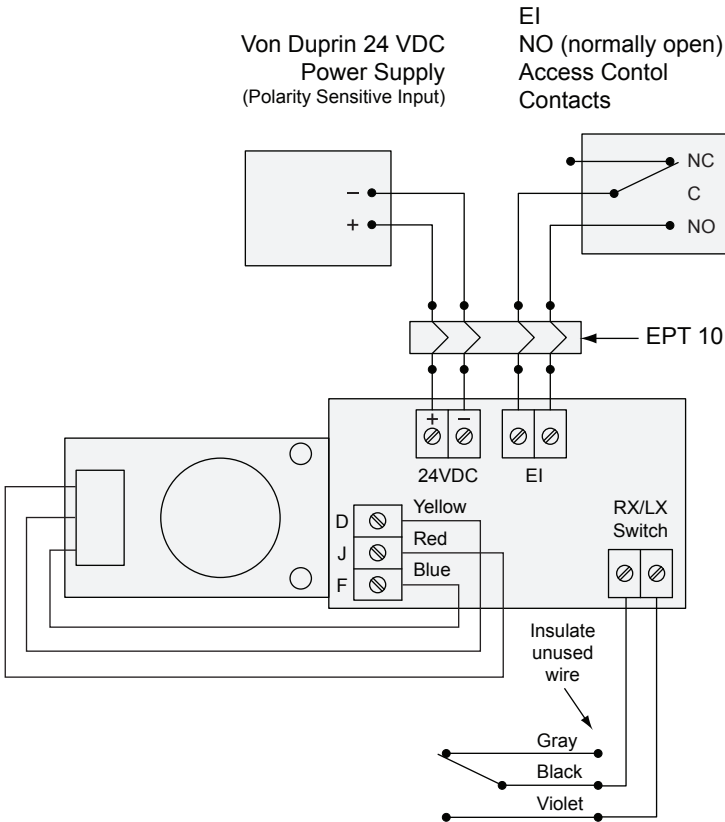 Von Duprin 24 VDC
Power Supply
(Polarity Sensitive Input)
EI
NO (normally open)
Access Contol
Contacts
−
+
NC
C
NO
EPT 10
+
−
24VDC
EI
D
Yellow
J
Red
F
Blue
RX/LX
Switch
Insulate
unused
wire
Gray
Black
Violet